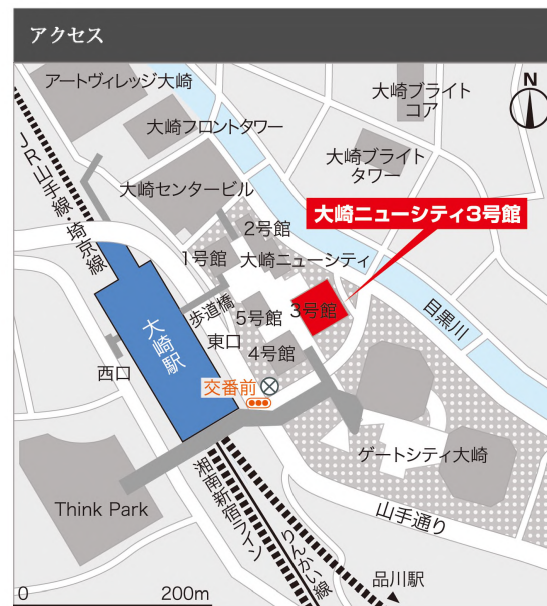 アクセス
アートヴィレッジ大崎
大崎ブライト
コア
N
大崎フロントタワー
大崎ブライト
タワー
JR山手線・埼京線
大崎センタービル
大崎ニューシティ3号館
2号館
1号館
大崎ニューシティ
歩道橋
5号館
3号館
目黒川
大崎駅
東口
4号館
西口
交番前
ゲートシティ大崎
Think Park
湘南新宿ライン
りんかい線
山手通り
品川駅
0
200m